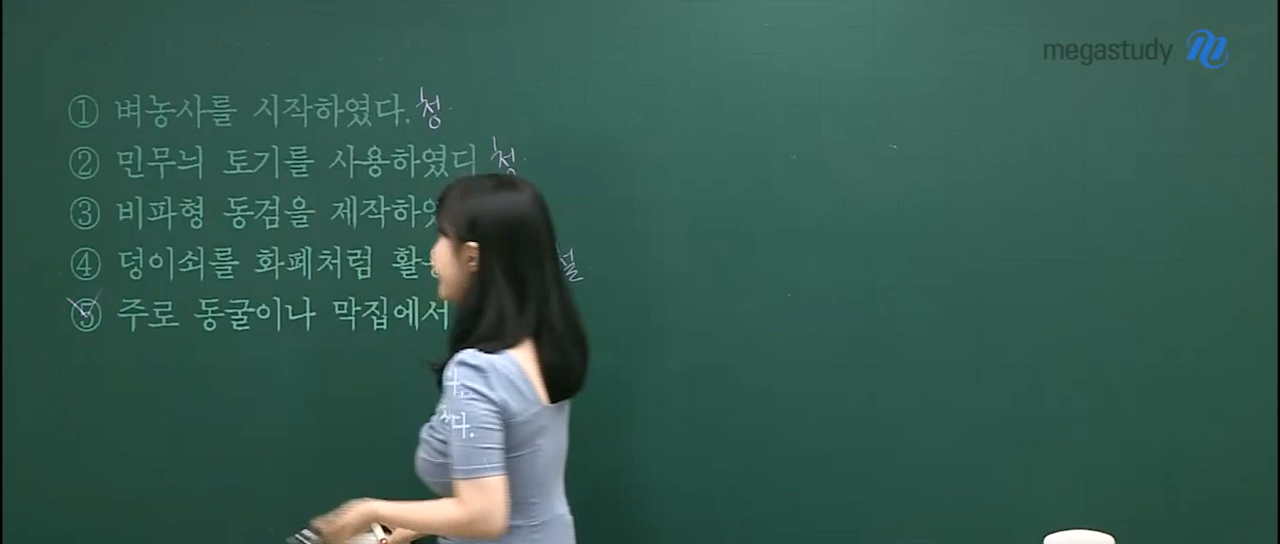 megastudy
① 벼농사를 시작하였다. 청
② 민무늬 토기를 사용하였다 청
③ 비파형 동검을 제작하였
④ 덩이쇠를 화폐처럼
⑤ 주로 동굴이나 막집에서
다.